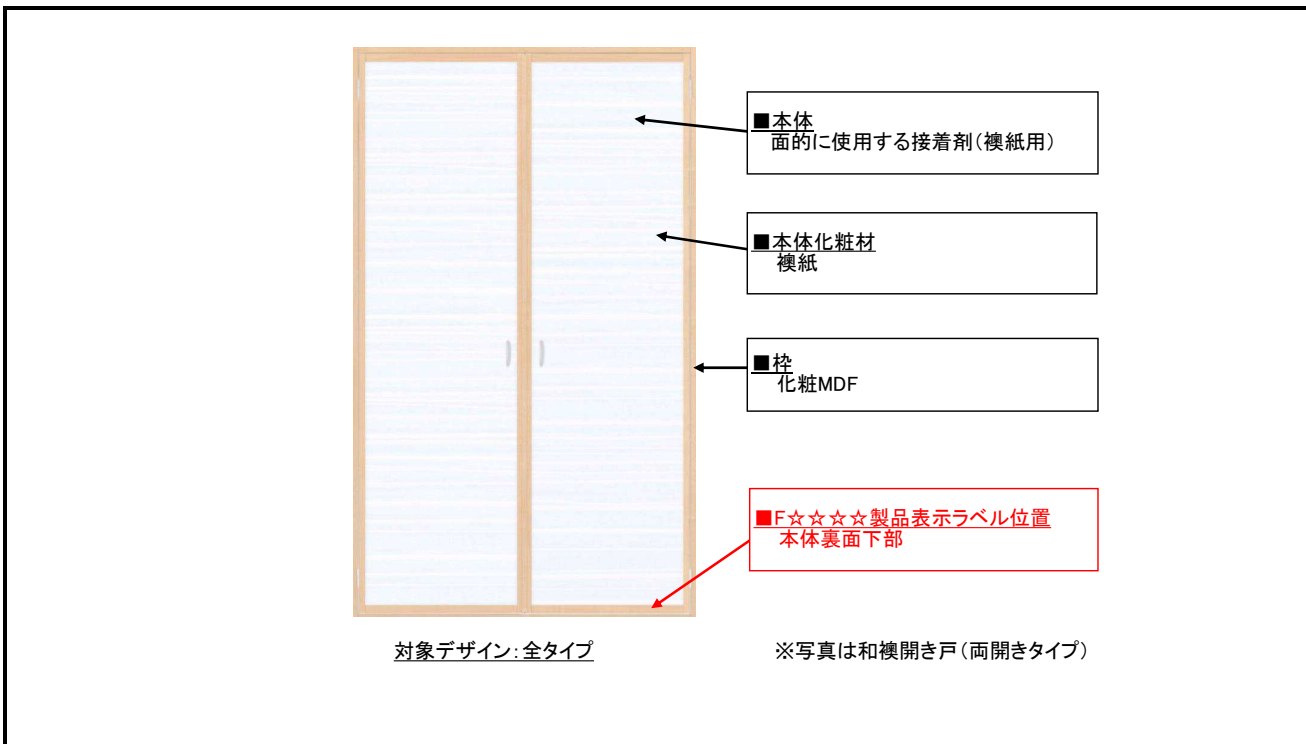 ■本体
面的に使用する接着剤(襖紙用)
■本体化粧材
襖紙
■枠
化粧MDF
■F☆☆☆☆製品表示ラベル位置
本体裏面下部
対象デザイン:全タイプ
※写真は和襖開き戸(両開きタイプ)